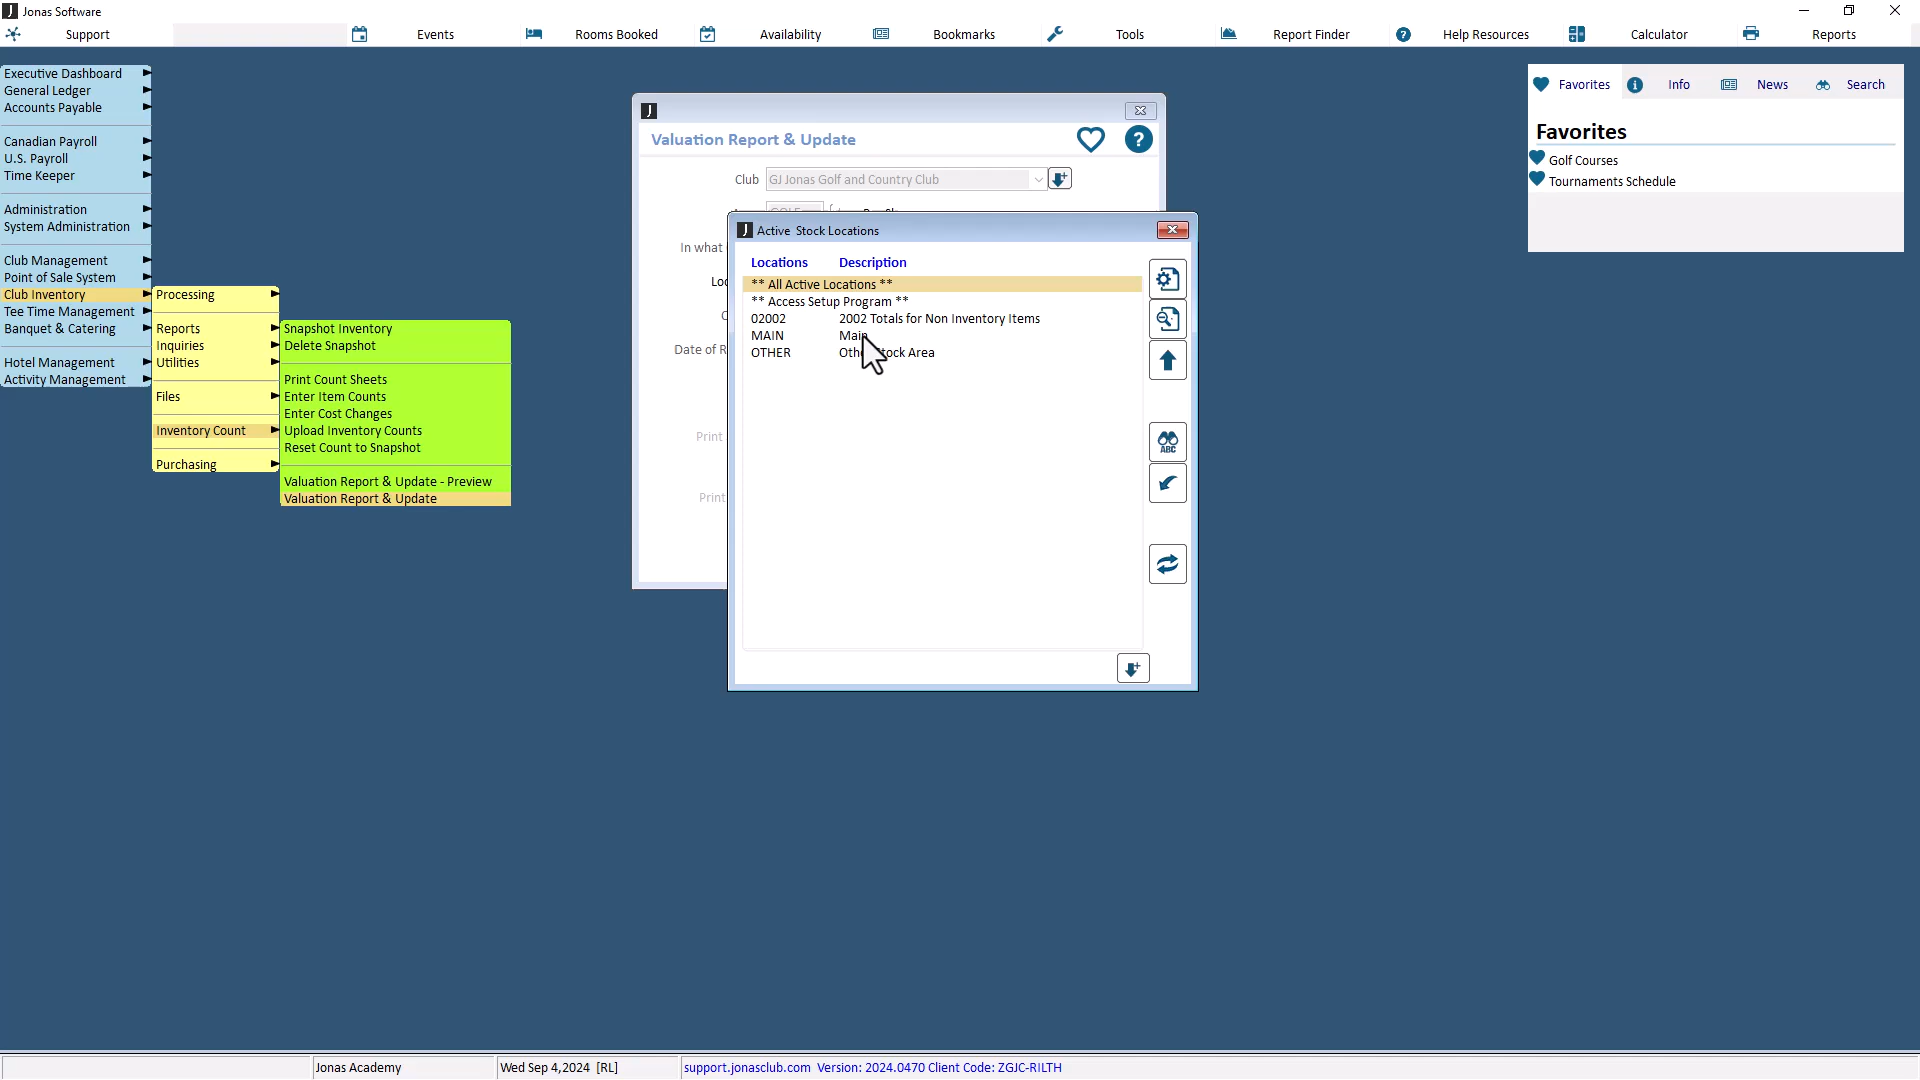 Jonas Software
Support
Events
Rooms Booked
Availability
Bookmarks
Tools
Report Finder
Help Resources
Calculator
Reports
Executive Dashboard
General Ledger
Accounts Payable
Canadian Payroll
U.S. Payroll
Time Keeper
Administration
System Administration
Club Management
Point of Sale System
Club Inventory
Tee Time Management
Banquet & Catering
Hotel Management
Activity Management
Processing
Reports
Inquiries
Utilities
Files
Inventory Count
Purchasing
Snapshot Inventory
Delete Snapshot
Print Count Sheets
Enter Item Counts
Enter Cost Changes
Upload Inventory Counts
Reset Count to Snapshot
Valuation Report & Update - Preview
Valuation Report & Update
Valuation Report & Update
Club GJ Jonas Golf and Country Club
In what
Loc
Date of R
Print
Print
Active Stock Locations
Locations Description
** All Active Locations **
** Access Setup Program **
02002 2002 Totals for Non Inventory Items
MAIN Main
OTHER Othe Stock Area
ABC
Favorites
Info
News
Search
Favorites
Golf Courses
Tournaments Schedule
Jonas Academy
Wed Sep 4,2024 [RL]
support.jonasclub.com Version: 2024.0470 Client Code: ZGJC-RILTH